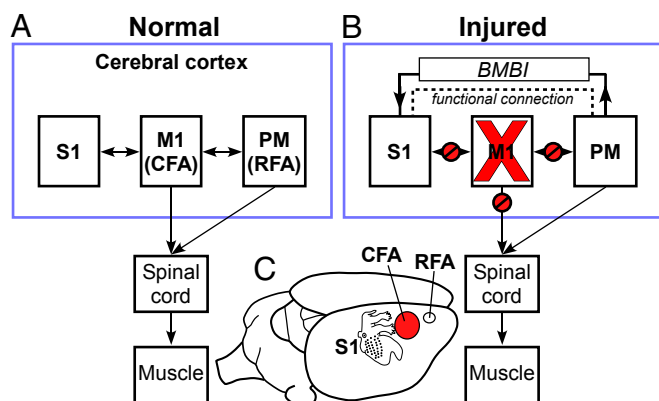 A
Normal
Cerebral cortex
S1
M1
(CFA)
PM
(RFA)
Spinal
cord
Muscle
B
Injured
BMBI
functional connection
S1
M1
PM
Spinal
cord
Muscle
C
CFA
RFA
S1